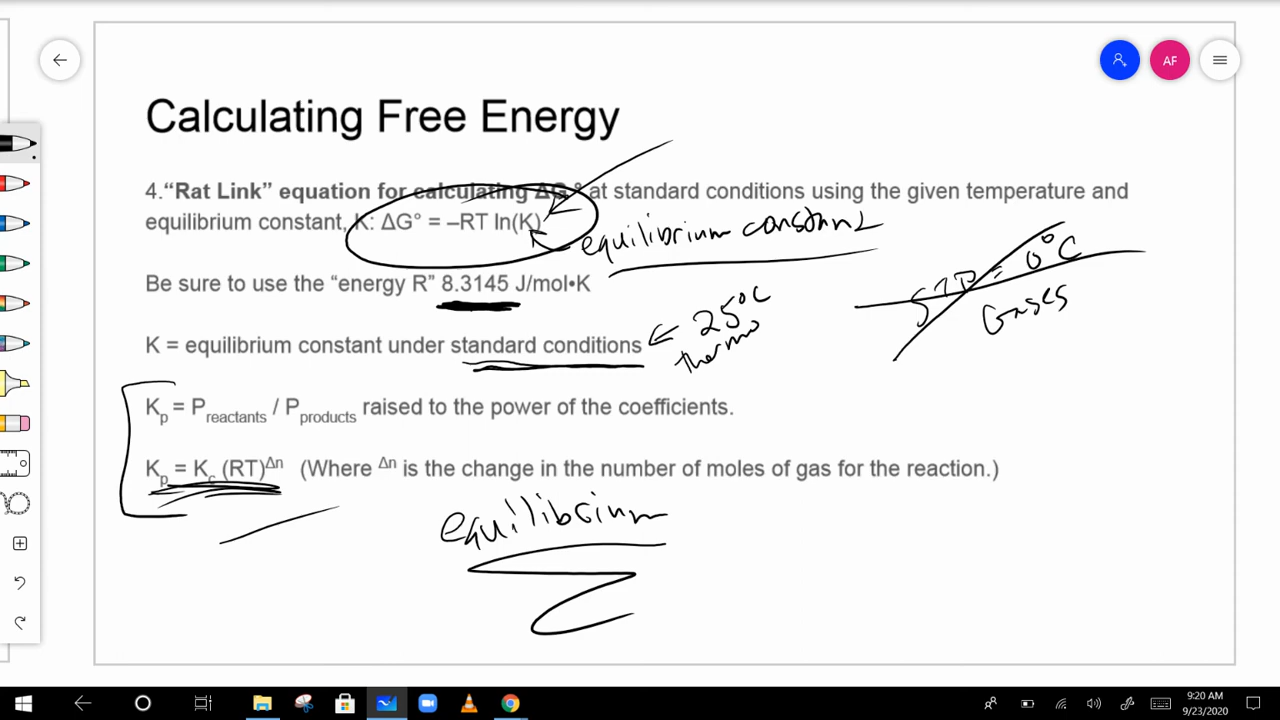 AF
Calculating Free Energy
4.“Rat Link” equation for calculating ΔG° at standard conditions using the given temperature and
equilibrium constant, K: ΔG° = –RT ln(K)
equilibrium constant
STP = 0°C
Gases
Be sure to use the “energy R” 8.3145 J/mol•K
25°C
thermo
K = equilibrium constant under standard conditions
Kp = Preactants / Pproducts raised to the power of the coefficients.
Kp = Kc (RT)Δn (Where Δn is the change in the number of moles of gas for the reaction.)
equilibrium
9:20 AM
9/23/2020